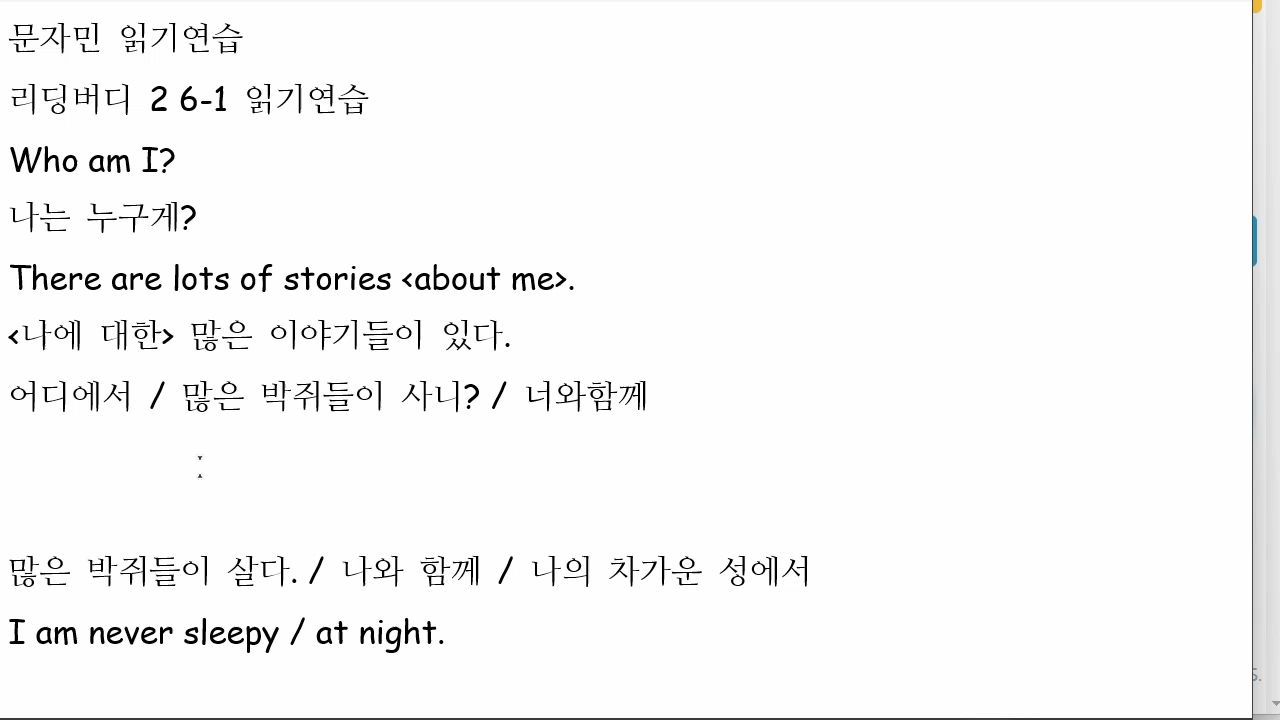 문자민 읽기연습
리딩버디 2 6-1 읽기연습
Who am I?
나는 누구게?
There are lots of stories <about me>.
<나에 대한> 많은 이야기들이 있다.
어디에서 / 많은 박쥐들이 사니? / 너와함께
많은 박쥐들이 살다. / 나와 함께 / 나의 차가운 성에서
I am never sleepy / at night.